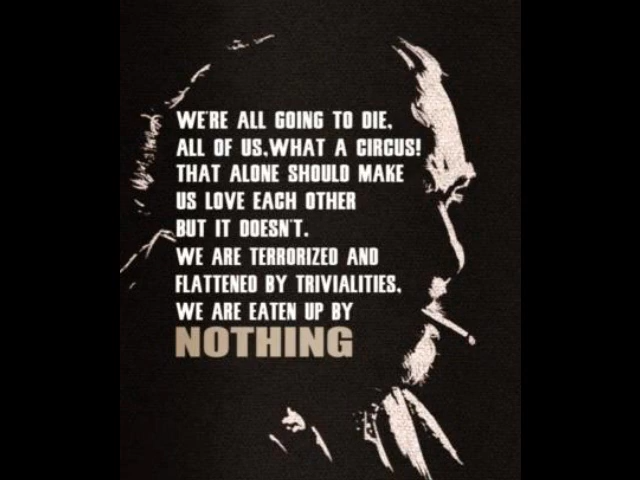 WE'RE ALL GOING TO DIE,
ALL OF US,WHAT A CIRCUS!
THAT ALONE SHOULD MAKE
US LOVE EACH OTHER
BUT IT DOESN'T.
WE ARE TERRORIZED AND
FLATTENED BY TRIVIALITIES,
WE ARE EATEN UP BY
NOTHING